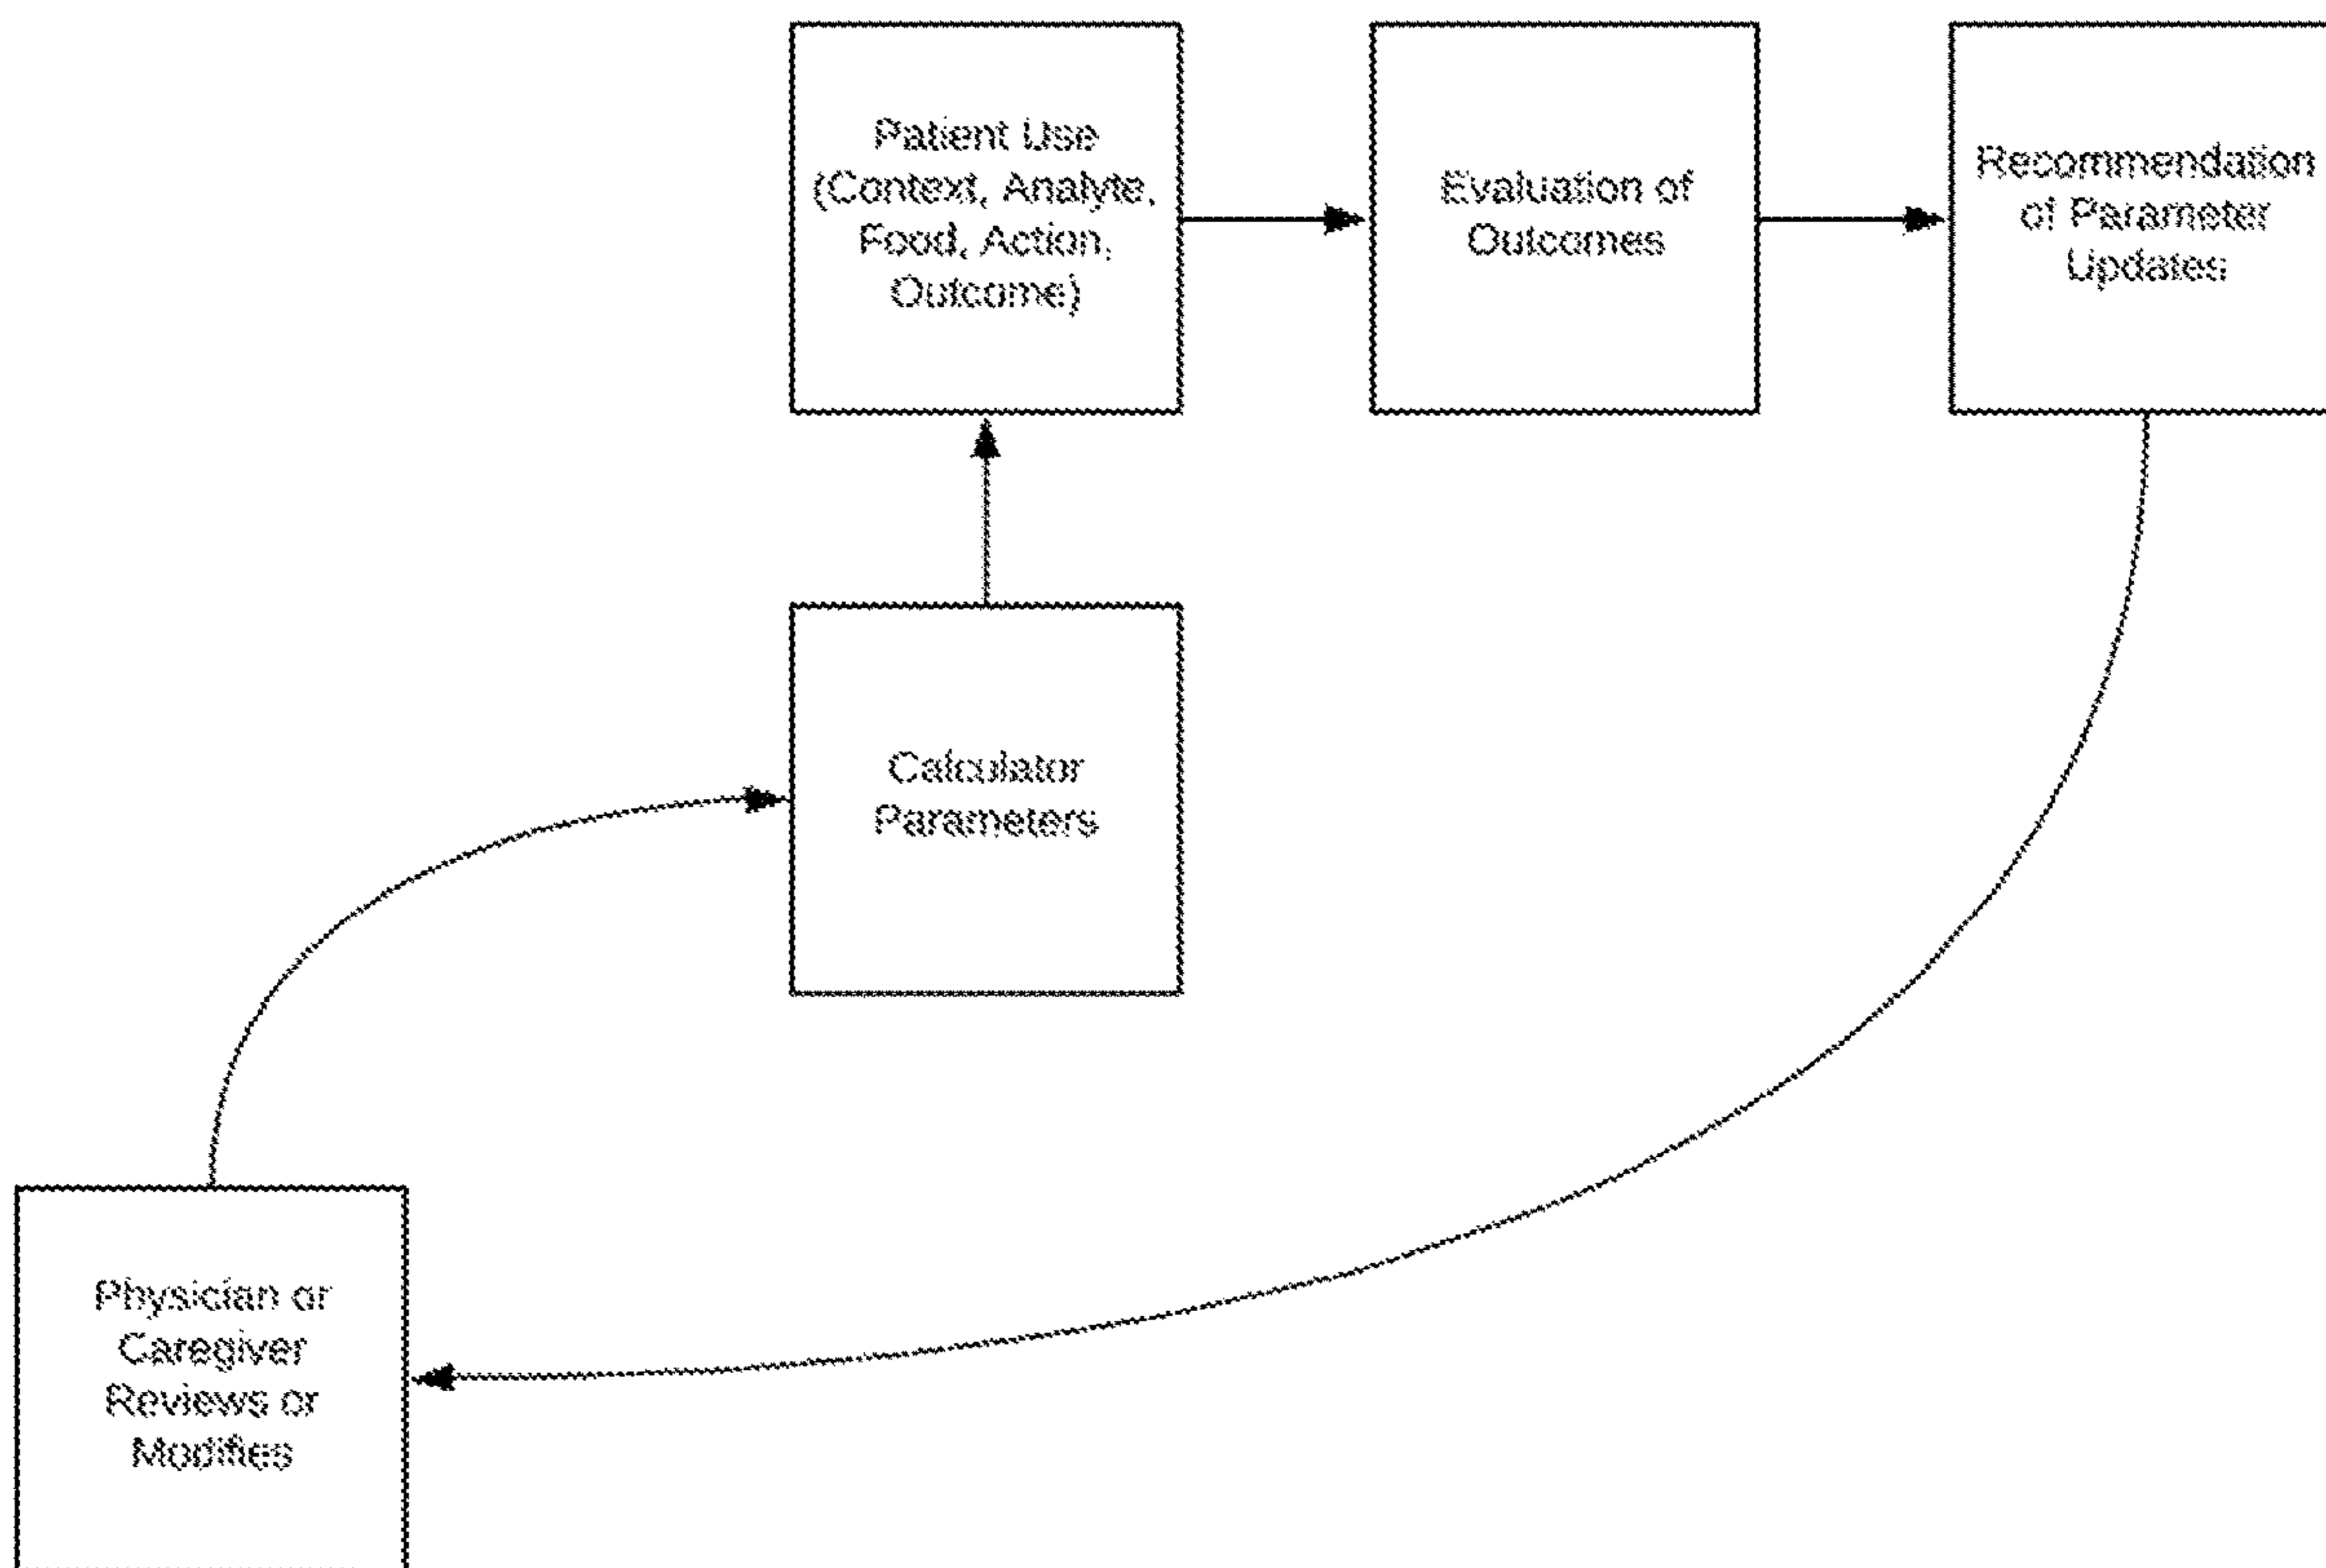 Patient Use
(Context, Analyte,
Food, Action,
Outcome)
Evaluation of
Outcomes
Recommendation
of Parameter
Updates
Calculator
Parameters
Physician or
Caregiver
Reviews or
Modifies